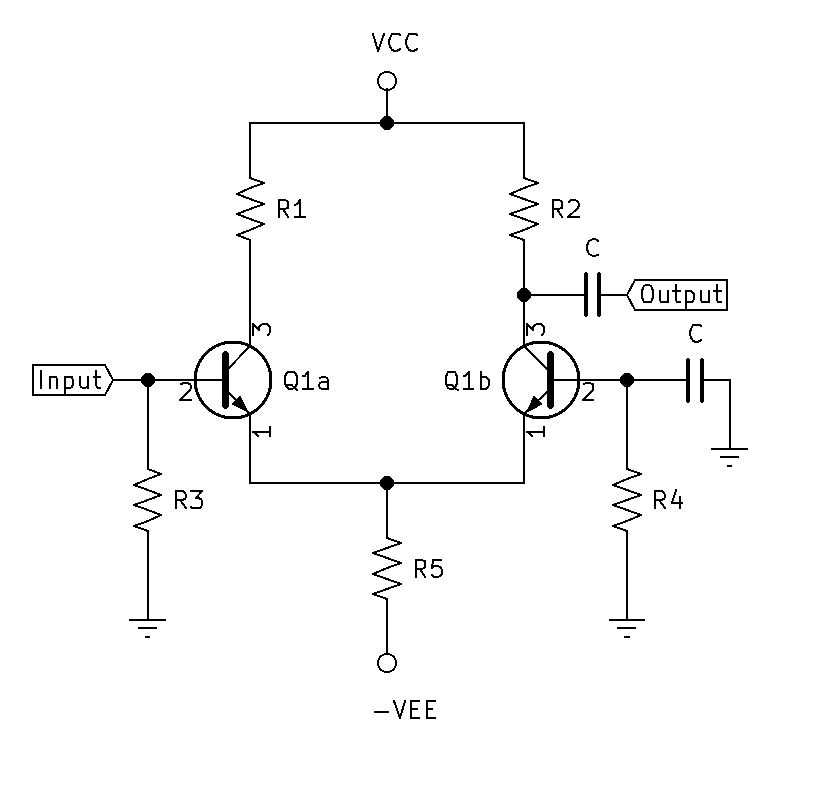 VCC
R1
R2
C
Output
3
3
C
Input
2
Q1a
Q1b
2
1
1
R3
R4
R5
-VEE